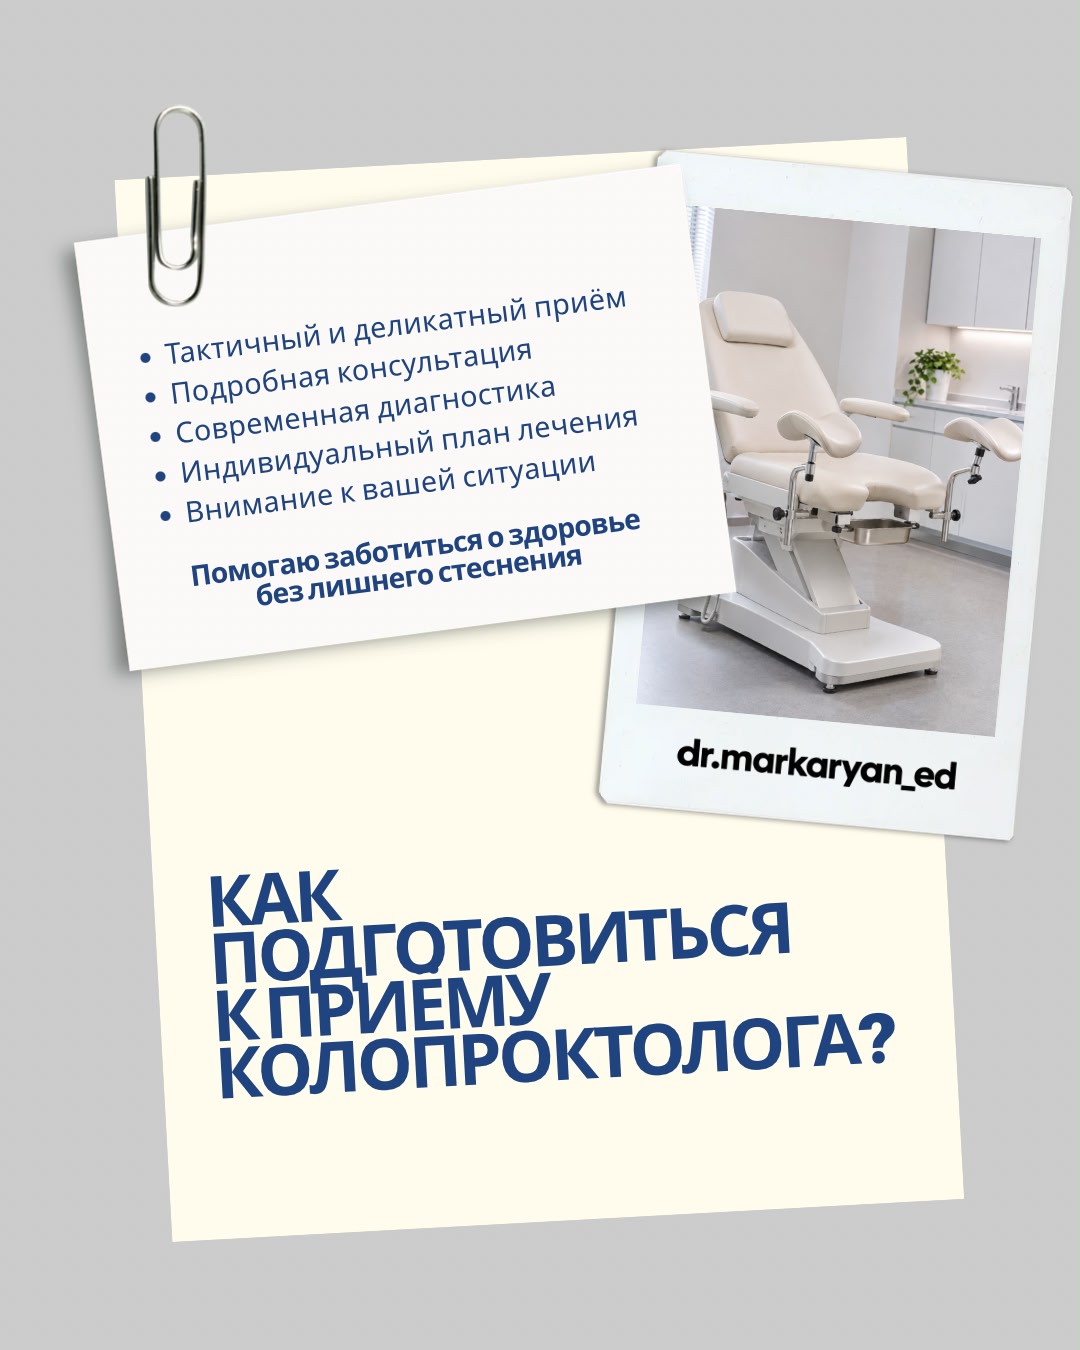 • Тактичный и деликатный приём
• Подробная консультация
• Современная диагностика
• Индивидуальный план лечения
• Внимание к вашей ситуации
Помогаю заботиться о здоровье
без лишнего стеснения
dr.markaryan_ed
КАК
ПОДГОТОВИТЬСЯ
К ПРИЁМУ
КОЛОПРОКТОЛОГА?